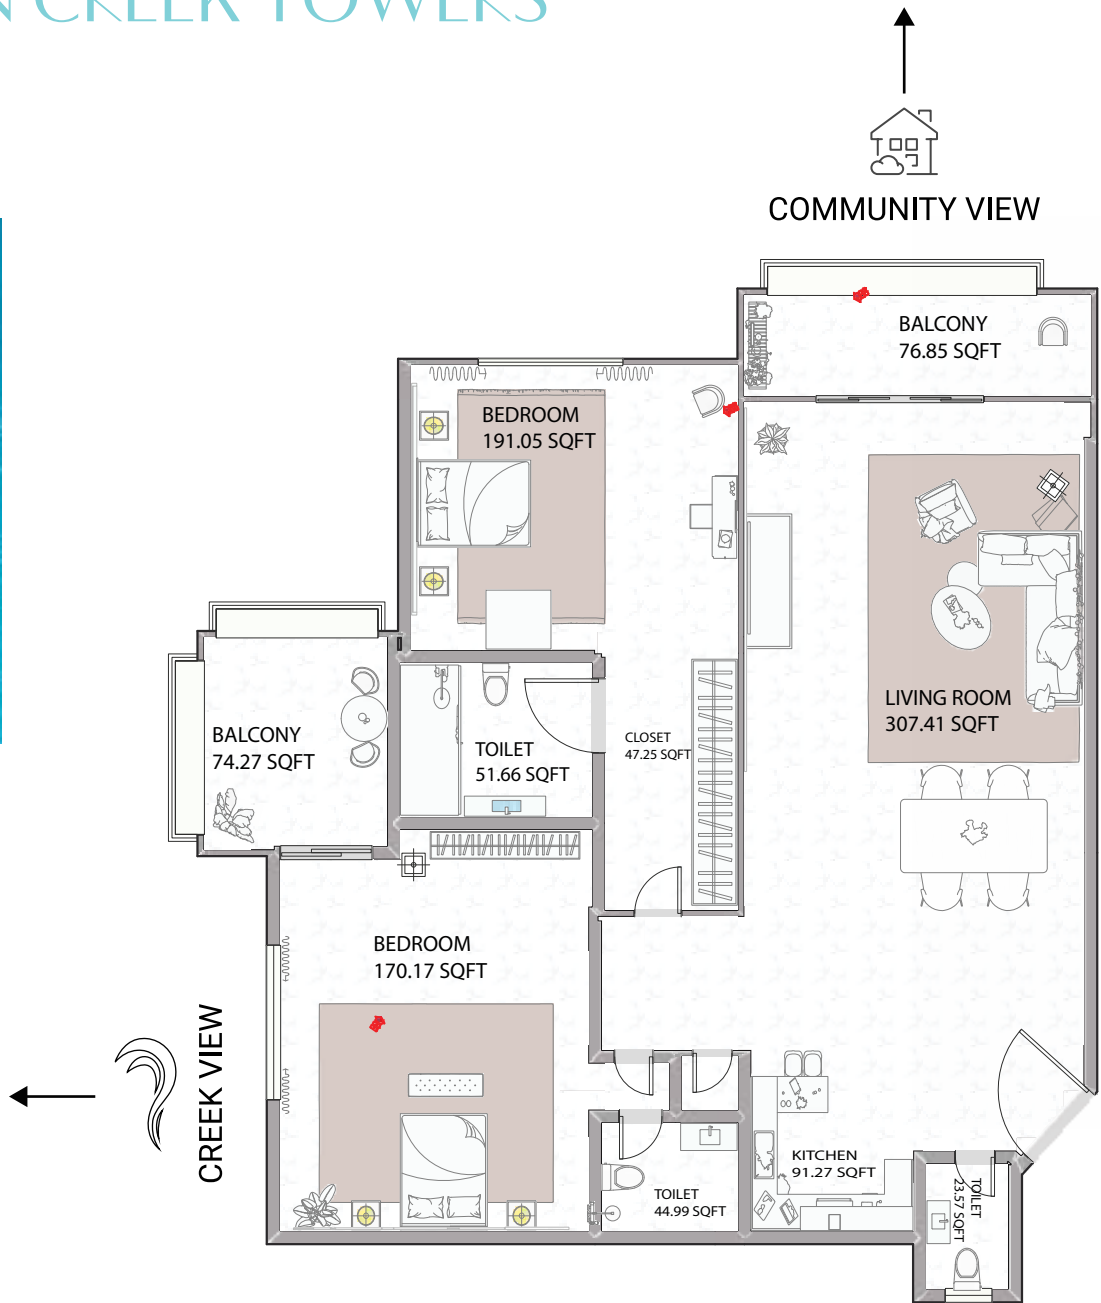 CREEK TOWERS
COMMUNITY VIEW
BALCONY
76.85 SQFT
BEDROOM
191.05 SQFT
LIVING ROOM
307.41 SQFT
BALCONY
74.27 SQFT
TOILET
51.66 SQFT
CLOSET
47.25 SQFT
BEDROOM
170.17 SQFT
CREEK VIEW
KITCHEN
91.27 SQFT
TOILET
44.99 SQFT
TOILET
23.57 SQFT